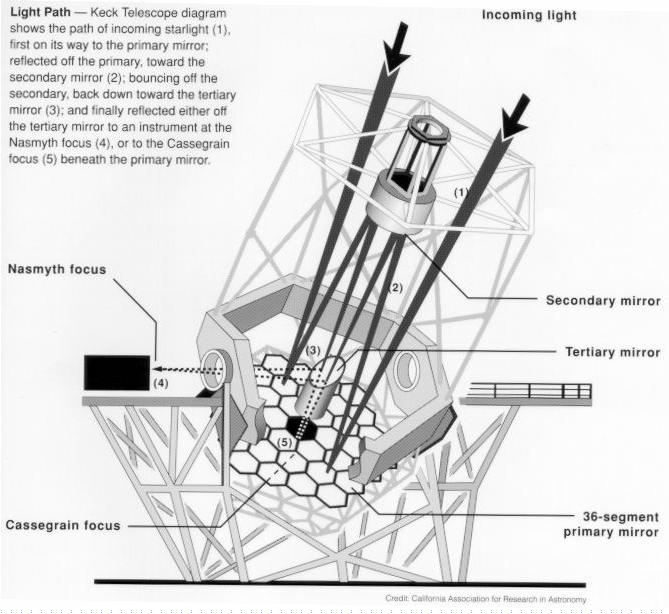 Light Path — Keck Telescope diagram
shows the path of incoming starlight (1),
first on its way to the primary mirror;
reflected off the primary, toward the
secondary mirror (2); bouncing off the
secondary, back down toward the tertiary
mirror (3); and finally reflected either off
the tertiary mirror to an instrument at the
Nasmyth focus (4), or to the Cassegrain
focus (5) beneath the primary mirror.
Incoming light
(1)
Nasmyth focus
(2)
Secondary mirror
(3)
Tertiary mirror
(4)
(5)
Cassegrain focus
36-segment
primary mirror
Credit: California Association for Research in Astronomy